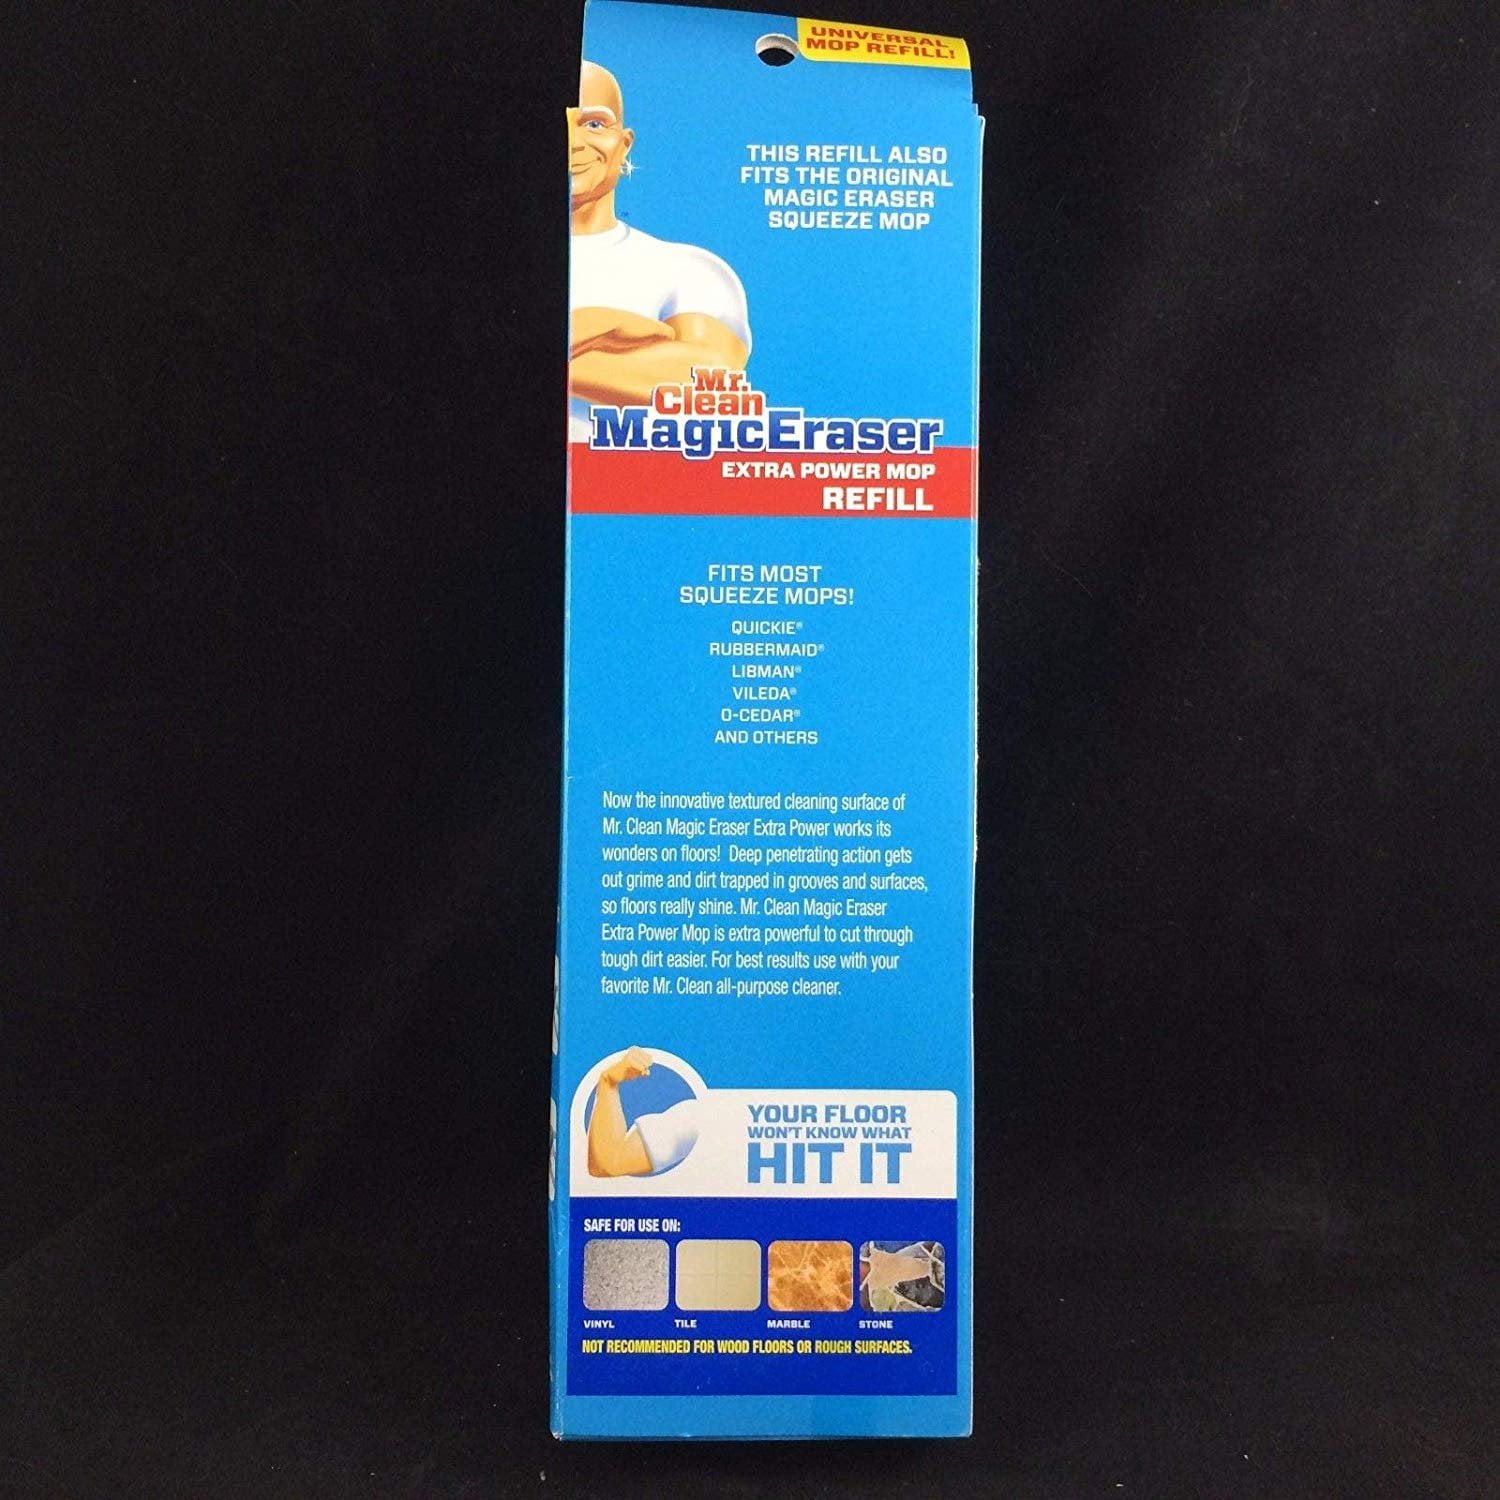 UNIVERSAL
MOP REFILL!
THIS REFILL ALSO
FITS THE ORIGINAL
MAGIC ERASER
SQUEEZE MOP
Mr.
Clean
MagicEraser
EXTRA POWER MOP
REFILL
FITS MOST
SQUEEZE MOPS!
QUICKIE®
RUBBERMAID®
LIBMAN®
VILEDA®
O-CEDAR®
AND OTHERS
Now the innovative textured cleaning surface of
Mr. Clean Magic Eraser Extra Power works its
wonders on floors! Deep penetrating action gets
out grime and dirt trapped in grooves and surfaces,
so floors really shine. Mr. Clean Magic Eraser
Extra Power Mop is extra powerful to cut through
tough dirt easier. For best results use with your
favorite Mr. Clean all-purpose cleaner.
YOUR FLOOR
WON'T KNOW WHAT
HIT IT
SAFE FOR USE ON:
VINYL TILE MARBLE STONE
NOT RECOMMENDED FOR WOOD FLOORS OR ROUGH SURFACES.